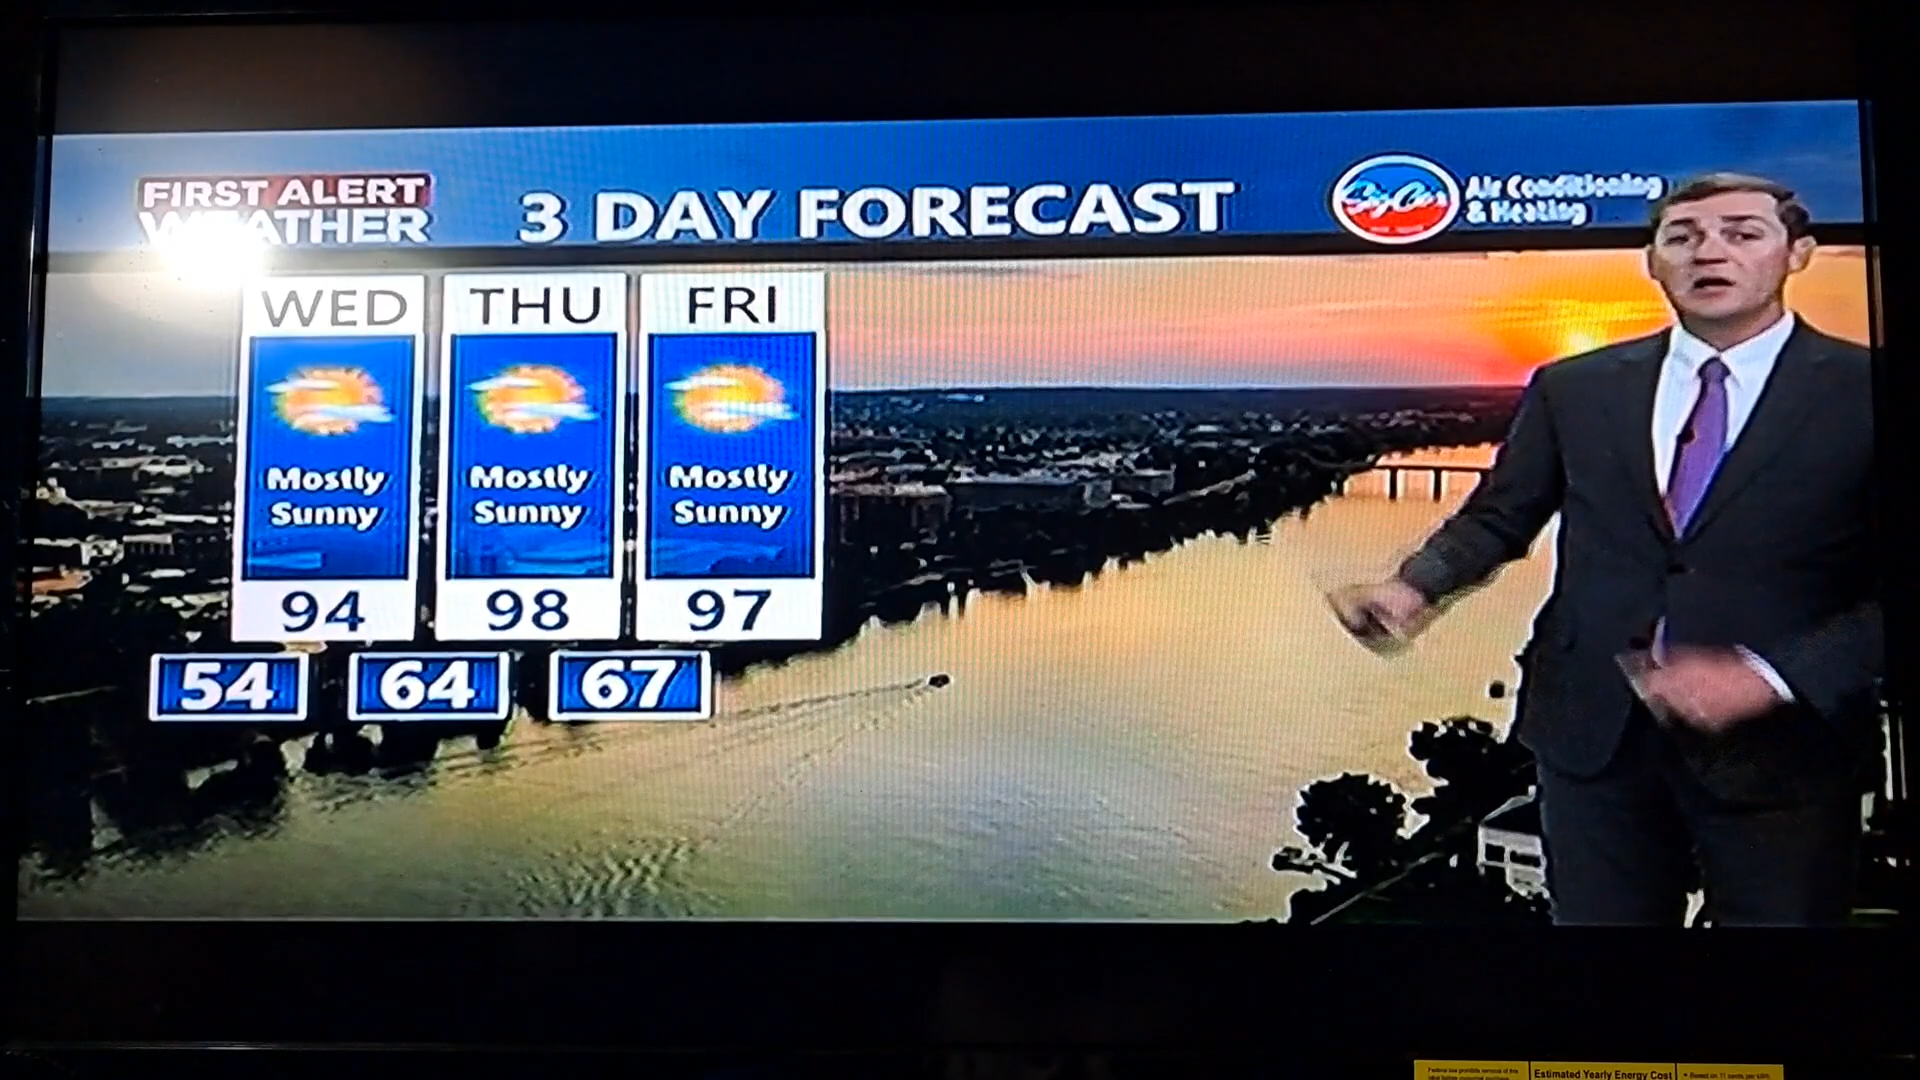 FIRST ALERT
WEATHER
3 DAY FORECAST
Air Conditioning
& Heating
WED
THU
FRI
Mostly
Sunny
Mostly
Sunny
Mostly
Sunny
94
98
97
54
64
67
Estimated Yearly Energy Cost